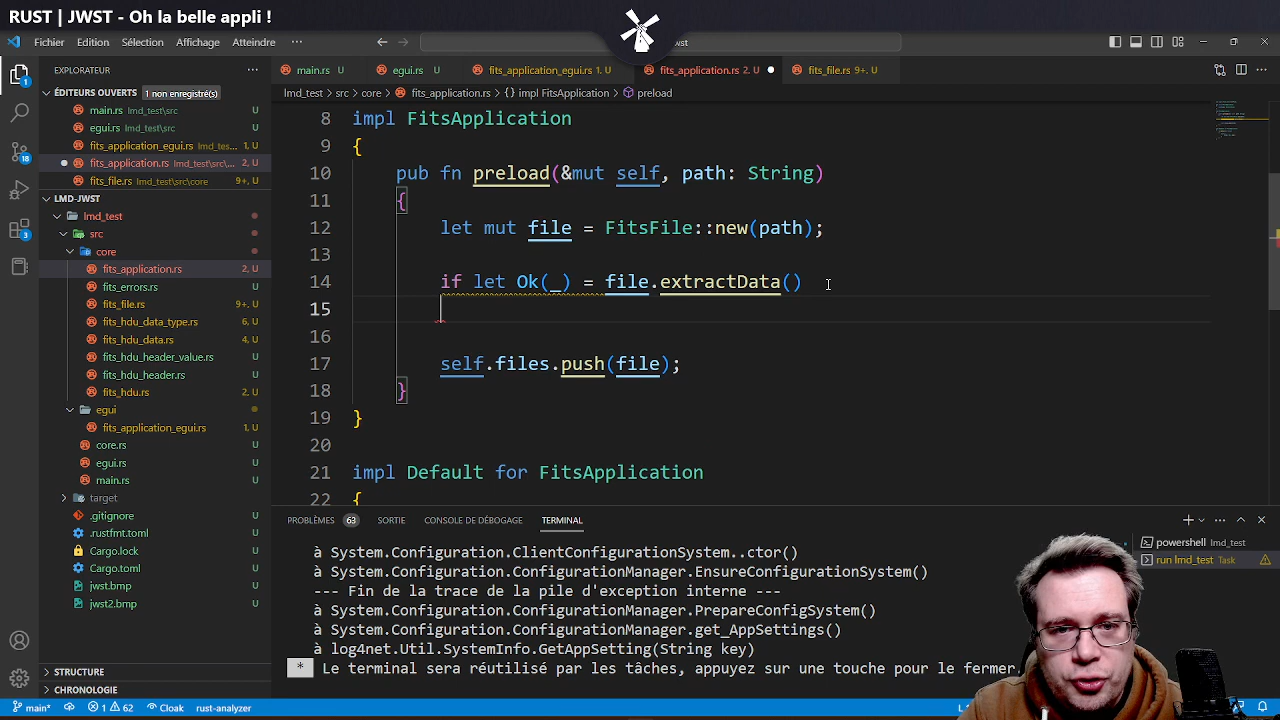 RUST | JWST - Oh la belle appli !
Fichier Edition Sélection Affichage Atteindre ···
EXPLORATEUR
ÉDITEURS OUVERTS 1 non enregistré(s)
main.rs lmd_test\src U
egui.rs lmd_test\src U
fits_application_egui.rs lmd_test... 1, U
fits_application.rs lmd_test\src\... 2, U
fits_file.rs lmd_test\src\core 9+, U
LMD-JWST
lmd_test
src
core
fits_application.rs 2, U
fits_errors.rs U
fits_file.rs 9+, U
fits_hdu_data_type.rs 6, U
fits_hdu_data.rs 4, U
fits_hdu_header_value.rs U
fits_hdu_header.rs U
fits_hdu.rs 2, U
egui
fits_application_egui.rs 1, U
core.rs U
egui.rs U
main.rs U
target
.gitignore U
.rustfmt.toml U
Cargo.lock U
Cargo.toml U
jwst.bmp U
jwst2.bmp U
STRUCTURE
CHRONOLOGIE
main.rs U egui.rs U fits_application_egui.rs 1, U fits_application.rs 2, U fits_file.rs 9+, U
lmd_test > src > core > fits_application.rs > {} impl FitsApplication > preload
8 impl FitsApplication
9 {
10 pub fn preload(&mut self, path: String)
11 {
12 let mut file = FitsFile::new(path);
13
14 if let Ok(_) = file.extractData()
15
16
17 self.files.push(file);
18 }
19 }
20
21 impl Default for FitsApplication
22 {
PROBLÈMES 63 SORTIE CONSOLE DE DÉBOGAGE TERMINAL
à System.Configuration.ClientConfigurationSystem..ctor()
à System.Configuration.ConfigurationManager.EnsureConfigurationSystem()
--- Fin de la trace de la pile d'exception interne ---
à System.Configuration.ConfigurationManager.PrepareConfigSystem()
à System.Configuration.ConfigurationManager.get_AppSettings()
à log4net.Util.SystemInfo.GetAppSetting(String key)
* Le terminal sera réutilisé par les tâches, appuyez sur une touche pour le fermer.
powershell lmd_test
run lmd_test Task
main* 1 62 Cloak rust-analyzer